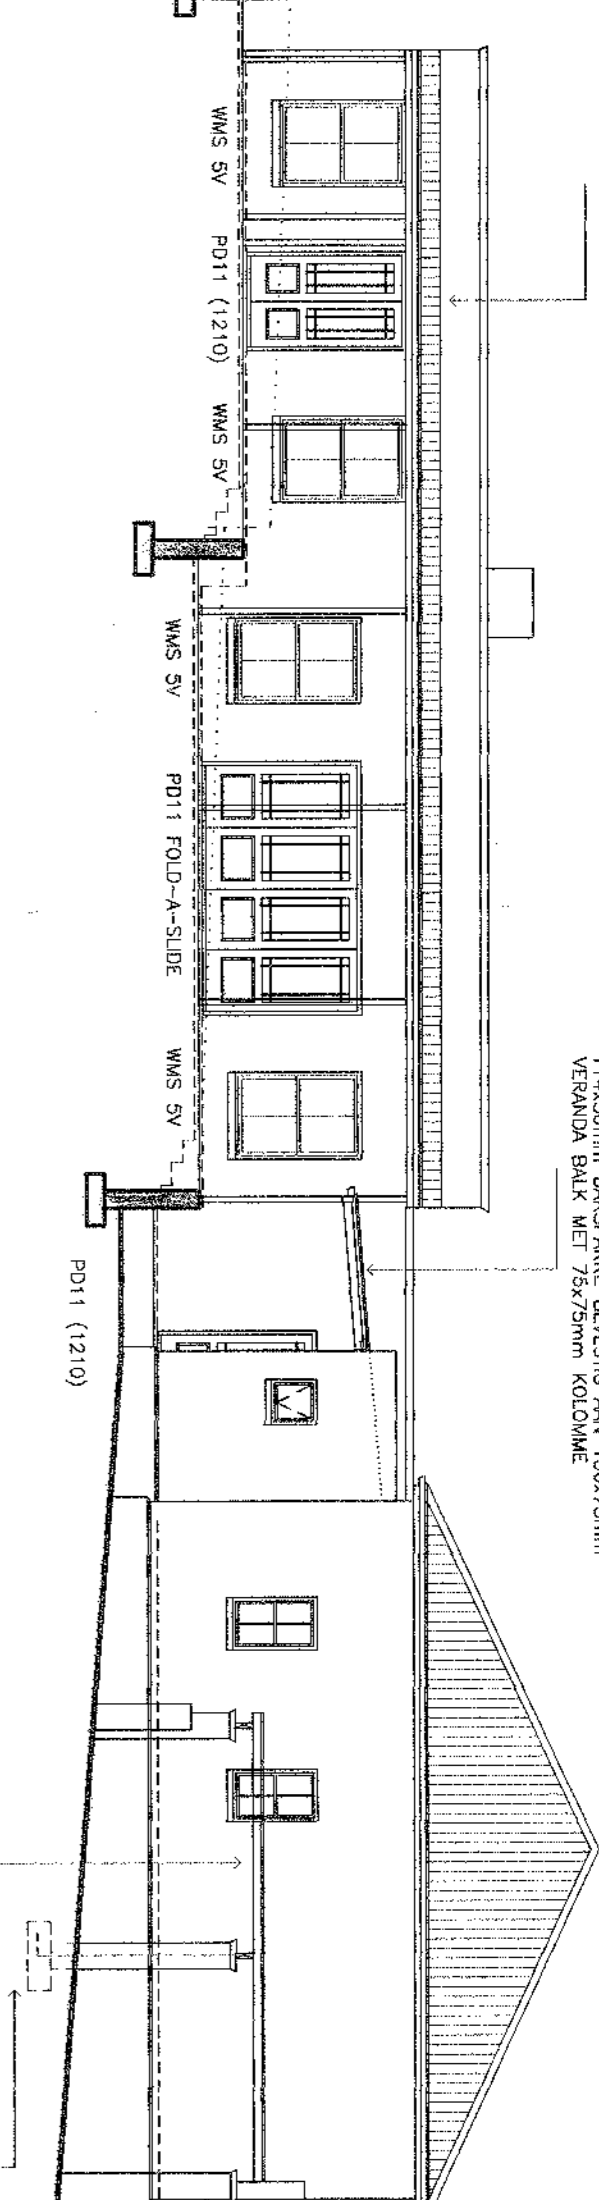 VERANDA BALK MET 75x75mm KOLOMME
WMS 5V
PD11 (1210)
WMS 5V
WMS 5V
PD11 FOLD-A-SLIDE
WMS 5V
PD11 (1210)